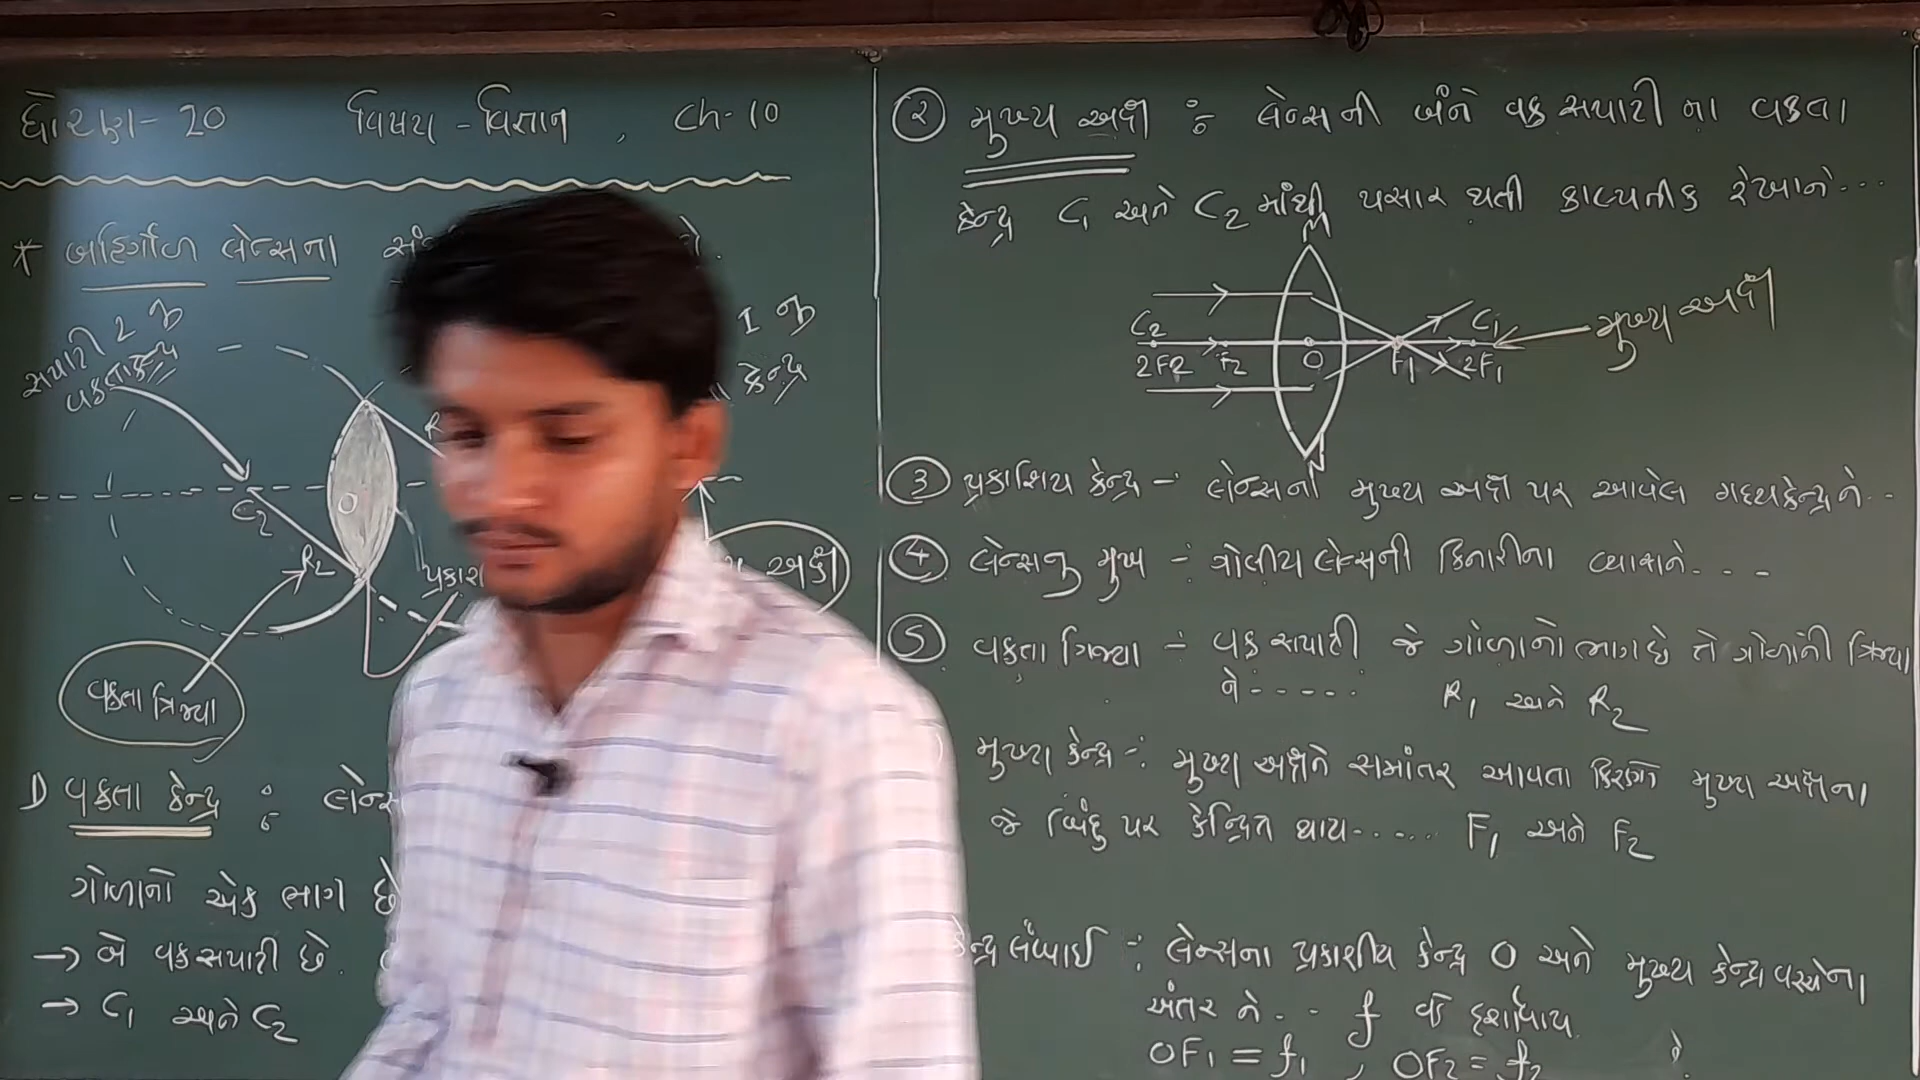 ધોરણ- 20 વિષય - વિજ્ઞાન , Ch- 10
* બહિર્ગોળ લેન્સના
સપાટી 2 નું
વક્રતાકેન્દ્ર
I નું
કેન્દ્ર
R
O
C2
R2
પ્રકાશ
અક્ષ
વક્રતા ત્રિજ્યા
1) વક્રતા કેન્દ્ર : લેન્સ
ગોળાનો એક ભાગ છે
→ બે વક્રસપાટી છે.
→ C1 અને C2
② મુખ્ય અક્ષ :- લેન્સની બંને વક્રસપાટી ના વક્રતા
કેન્દ્ર C1 અને C2 માંથી પસાર થતી કાલ્પનીક રેખાને...
M
C2 C1 મુખ્ય અક્ષ
2F2 F2 O F1 2F1
N
③ પ્રકાશિય કેન્દ્ર - લેન્સનાં મુખ્ય અક્ષ પર આવેલ મધ્યકેન્દ્રને..
④ લેન્સનુ મુખ - ગોલીય લેન્સની કિનારીના વ્યાસને...
⑤ વક્રતા ત્રિજ્યા - વક્ર સપાટી જે ગોળાનો ભાગ છે તે ગોળાની ત્રિજ્યા
ને..... R1 અને R2
મુખ્ય કેન્દ્ર - મુખ્ય અક્ષને સમાંતર આવતા કિરણો મુખ્ય અક્ષના
જે બિંદુ પર કેન્દ્રિત થાય...... F1 અને F2
કેન્દ્ર લંબાઈ : લેન્સના પ્રકાશીય કેન્દ્ર O અને મુખ્ય કેન્દ્ર વચ્ચેના
અંતર ને... f વડે દર્શાવાય
OF1 = f1 , OF2 = f2